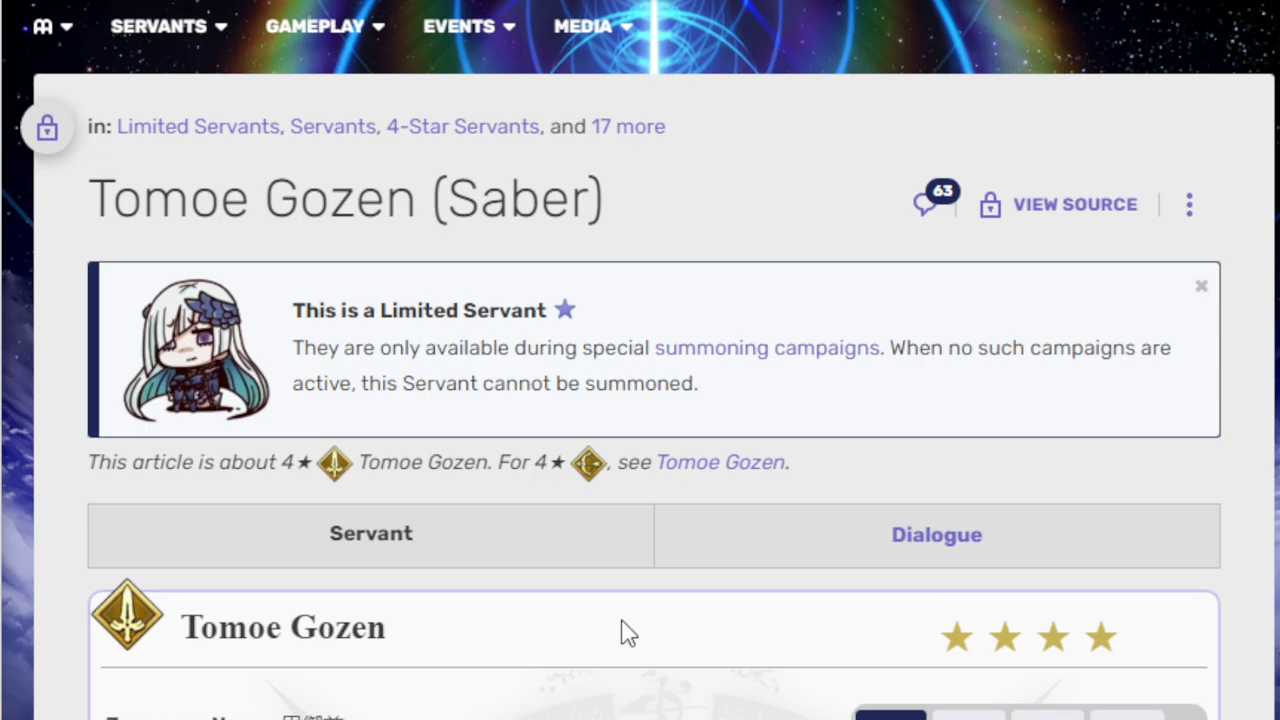 SERVANTS GAMEPLAY EVENTS MEDIA
in: Limited Servants, Servants, 4-Star Servants, and 17 more
Tomoe Gozen (Saber)
63
VIEW SOURCE
This is a Limited Servant
They are only available during special summoning campaigns. When no such campaigns are
active, this Servant cannot be summoned.
This article is about 4★ Tomoe Gozen. For 4★ , see Tomoe Gozen.
Servant
Dialogue
Tomoe Gozen